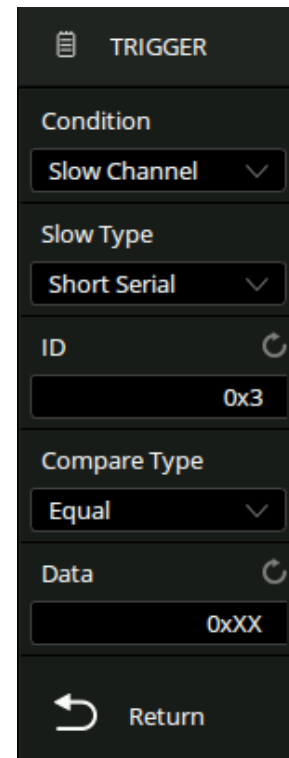 TRIGGER
Condition
Slow Channel
Slow Type
Short Serial
ID
0x3
Compare Type
Equal
Data
0xXX
Return